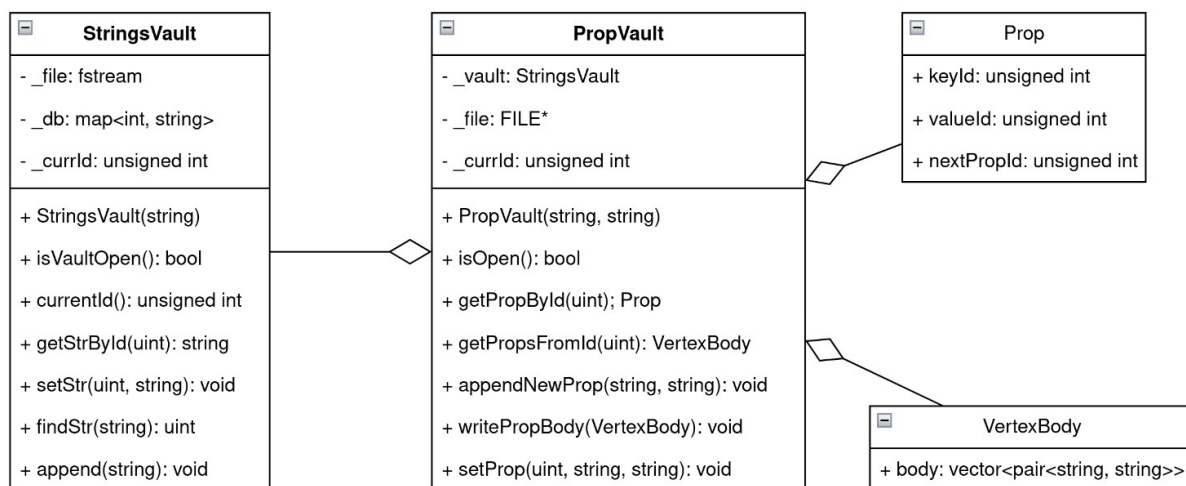 StringsVault
- _file: fstream
- _db: map<int, string>
- _currId: unsigned int
+ StringsVault(string)
+ isVaultOpen(): bool
+ currentId(): unsigned int
+ getStrById(uint): string
+ setStr(uint, string): void
+ findStr(string): uint
+ append(string): void
PropVault
- _vault: StringsVault
- _file: FILE*
- _currId: unsigned int
+ PropVault(string, string)
+ isOpen(): bool
+ getPropById(uint); Prop
+ getPropsFromId(uint): VertexBody
+ appendNewProp(string, string): void
+ writePropBody(VertexBody): void
+ setProp(uint, string, string): void
Prop
+ keyId: unsigned int
+ valueId: unsigned int
+ nextPropId: unsigned int
VertexBody
+ body: vector<pair<string, string>>